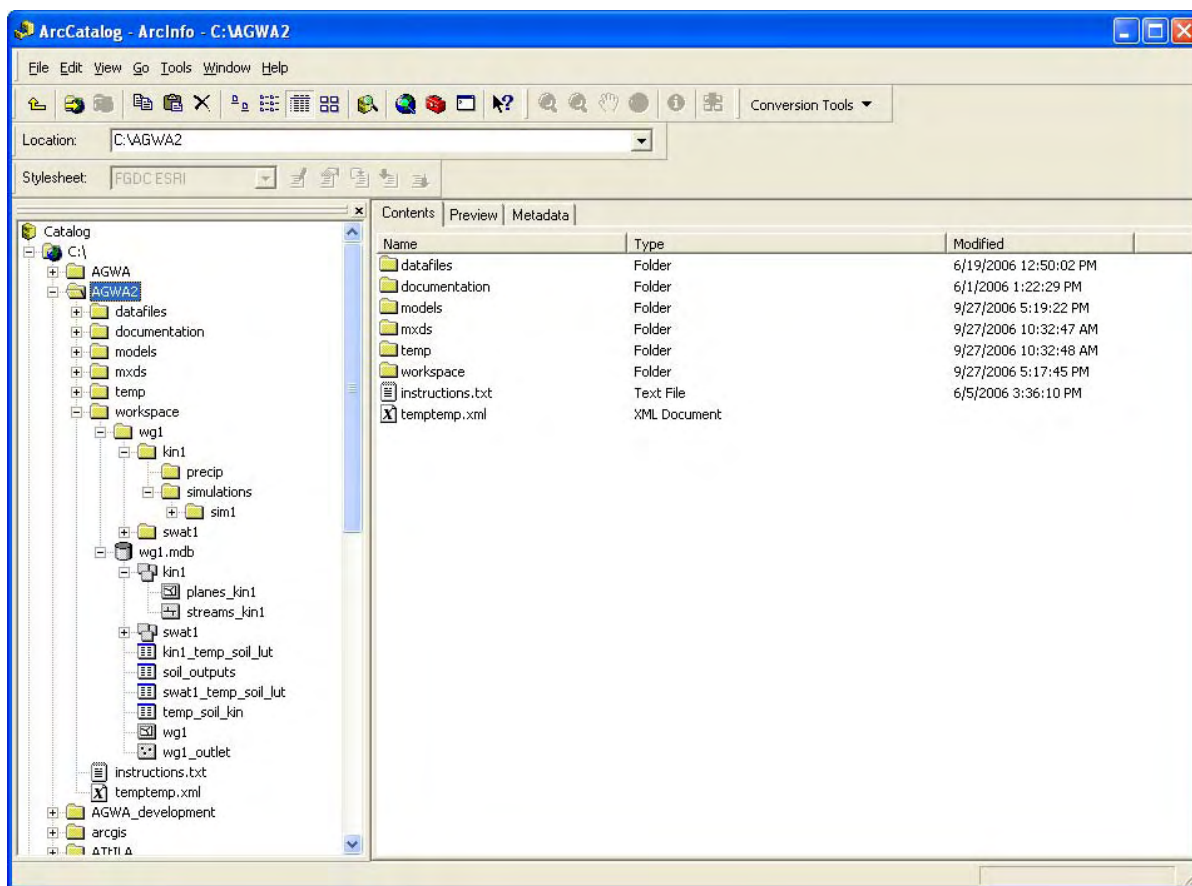 ArcCatalog - ArcInfo - C:\AGWA2
File Edit View Go Tools Window Help
Conversion Tools
Location: C:\AGWA2
Stylesheet: FGDC ESRI
Contents Preview Metadata
Catalog
C:\
AGWA
AGWA2
datafiles
documentation
models
mxds
temp
workspace
wg1
kin1
precip
simulations
sim1
swat1
wg1.mdb
kin1
planes_kin1
streams_kin1
swat1
kin1_temp_soil_lut
soil_outputs
swat1_temp_soil_lut
temp_soil_kin
wg1
wg1_outlet
instructions.txt
temptemp.xml
AGWA_development
arcgis
ATtILA
Name Type Modified
datafiles Folder 6/19/2006 12:50:02 PM
documentation Folder 6/1/2006 1:22:29 PM
models Folder 9/27/2006 5:19:22 PM
mxds Folder 9/27/2006 10:32:47 AM
temp Folder 9/27/2006 10:32:48 AM
workspace Folder 9/27/2006 5:17:45 PM
instructions.txt Text File 6/5/2006 3:36:10 PM
temptemp.xml XML Document